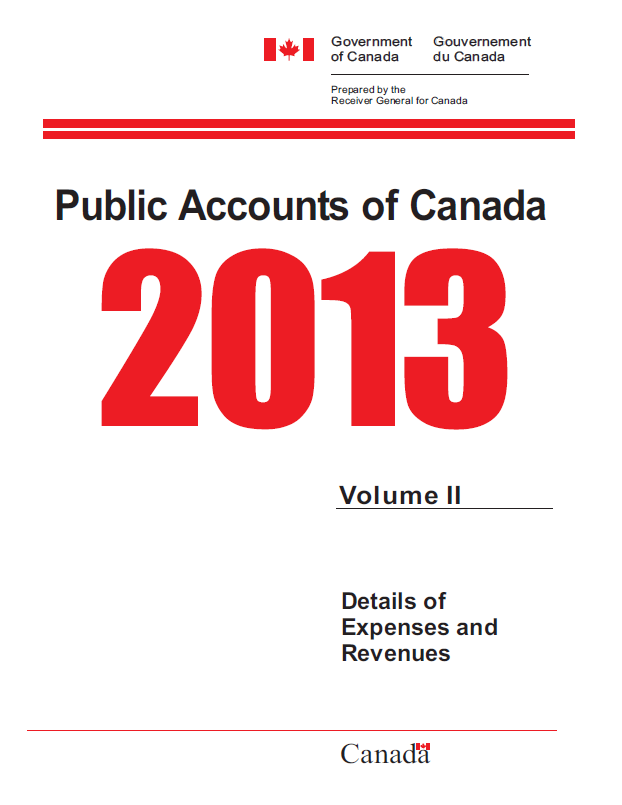 Government Gouvernement
of Canada du Canada
Prepared by the
Receiver General for Canada
Public Accounts of Canada
2013
Volume II
Details of
Expenses and
Revenues
Canada